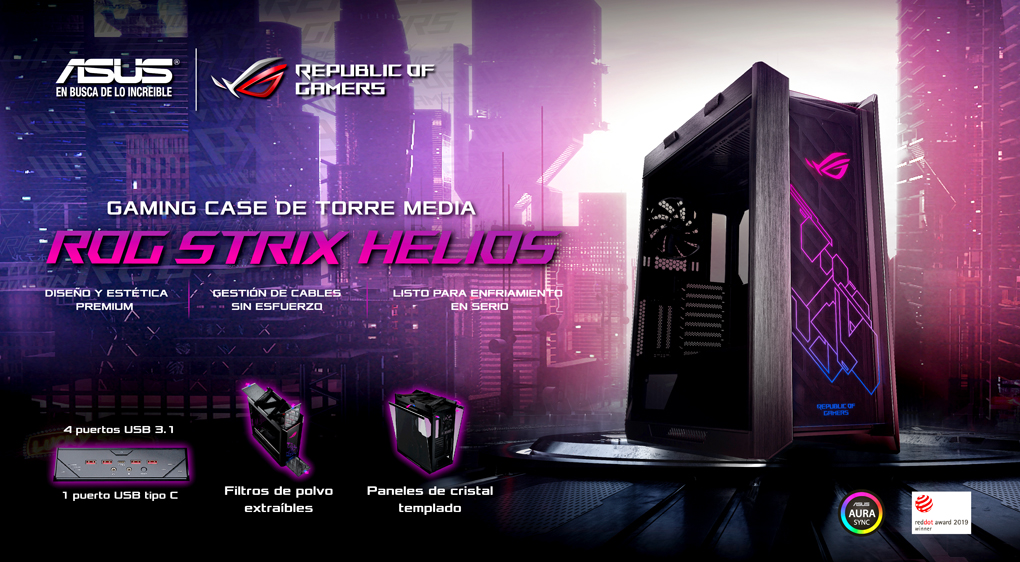 ASUS
EN BUSCA DE LO INCREIBLE
REPUBLIC OF
GAMERS
GAMING CASE DE TORRE MEDIA
ROG STRIX HELIOS
DISEÑO Y ESTÉTICA
PREMIUM
GESTIÓN DE CABLES
SIN ESFUERZO
LISTO PARA ENFRIAMIENTO
EN SERIO
REPUBLIC OF
GAMERS
4 puertos USB 3.1
1 puerto USB tipo C
Filtros de polvo
extraíbles
Paneles de cristal
templado
ASUS
AURA
SYNC
reddot award 2019
winner